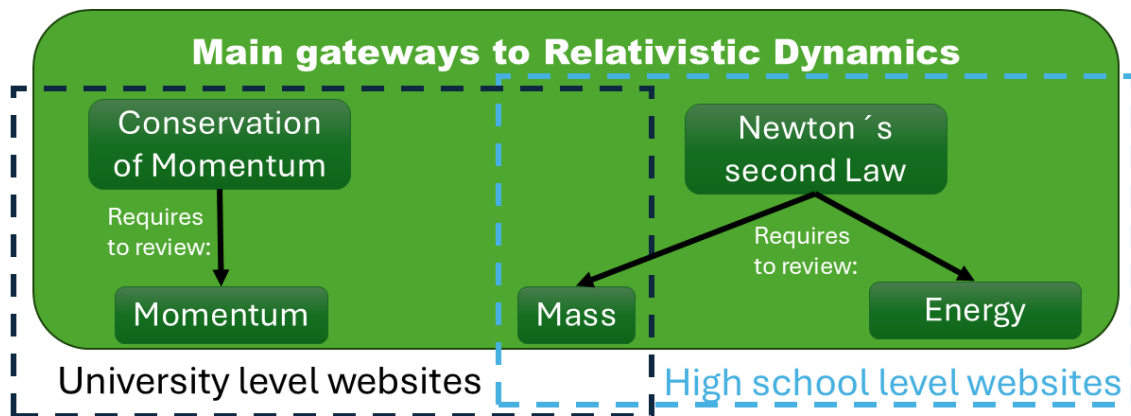 Main gateways to Relativistic Dynamics
Conservation
of Momentum
Newton ´s
second Law
Requires
to review:
Requires
to review:
Momentum
Mass
Energy
University level websites
High school level websites